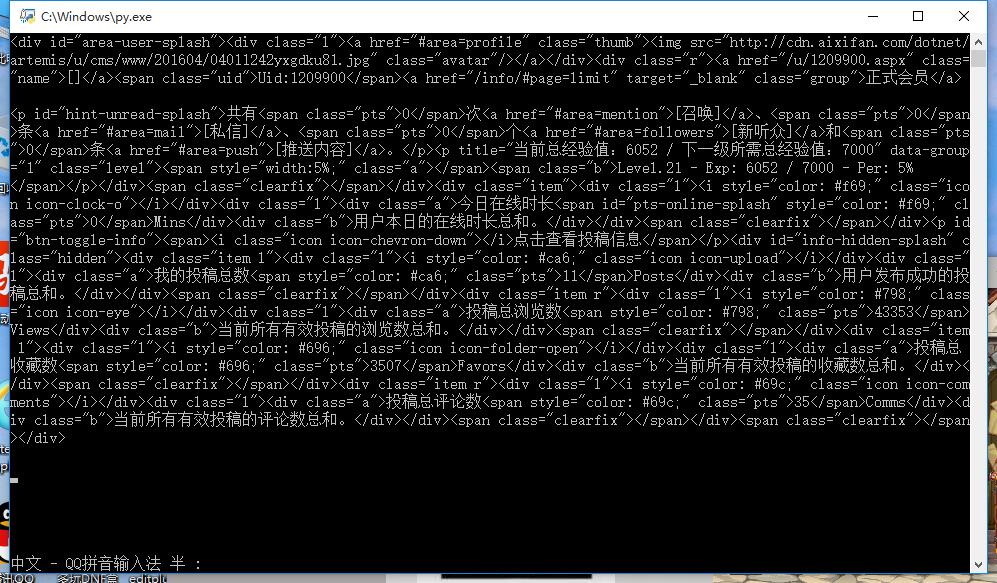 C:\Windows\py.exe
<div id="area-user-splash"><div class="l"><a href="#area=profile" class="thumb"><img src="http://cdn.aixifan.com/dotnet/
artemis/u/cms/www/201604/04011242yxgdku8l.jpg" class="avatar"/></a></div><div class="r"><a href="/u/1209900.aspx" class=
"name">[]</a><span class="uid">Uid:1209900</span><a href="/info/#page=limit" target="_blank" class="group">正式会员</a>
<p id="hint-unread-splash">共有<span class="pts">0</span>次<a href="#area=mention">[召唤]</a>、<span class="pts">0</span>
条<a href="#area=mail">[私信]</a>、<span class="pts">0</span>个<a href="#area=followers">[新听众]</a>和<span class="pts
">0</span>条<a href="#area=push">[推送内容]</a>。</p><p title="当前总经验值：6052 / 下一级所需总经验值：7000" data-group
="1" class="level"><span style="width:5%;" class="a"></span><span class="b">Level.21 - Exp: 6052 / 7000 - Per: 5%
</span></p></div><span class="clearfix"></span></div><div class="item"><div class="l"><i style="color: #f69;" class="ico
n icon-clock-o"></i></div><div class="l"><div class="a">今日在线时长<span id="pts-online-splash" style="color: #f69;" cl
ass="pts">0</span>Mins</div><div class="b">用户本日的在线时长总和。</div></div><span class="clearfix"></span></div><p id
="btn-toggle-info"><span><i class="icon icon-chevron-down"></i>点击查看投稿信息</span></p><div id="info-hidden-splash" c
lass="hidden"><div class="item l"><div class="l"><i style="color: #ca6;" class="icon icon-upload"></i></div><div class="
l"><div class="a">我的投稿总数<span style="color: #ca6;" class="pts">11</span>Posts</div><div class="b">用户发布成功的投
稿总和。</div></div><span class="clearfix"></span></div><div class="item r"><div class="l"><i style="color: #798;" class
="icon icon-eye"></i></div><div class="l"><div class="a">投稿总浏览数<span style="color: #798;" class="pts">43353</span>
Views</div><div class="b">当前所有有效投稿的浏览数总和。</div></div><span class="clearfix"></span></div><div class="item
 l"><div class="l"><i style="color: #696;" class="icon icon-folder-open"></i></div><div class="l"><div class="a">投稿总
收藏数<span style="color: #696;" class="pts">3507</span>Favors</div><div class="b">当前所有有效投稿的收藏数总和。</div><
/div><span class="clearfix"></span></div><div class="item r"><div class="l"><i style="color: #69c;" class="icon icon-com
ments"></i></div><div class="l"><div class="a">投稿总评论数<span style="color: #69c;" class="pts">35</span>Comms</div><d
iv class="b">当前所有有效投稿的评论数总和。</div></div><span class="clearfix"></span></div><span class="clearfix"></span
></div>
中文 - QQ拼音输入法 半 :